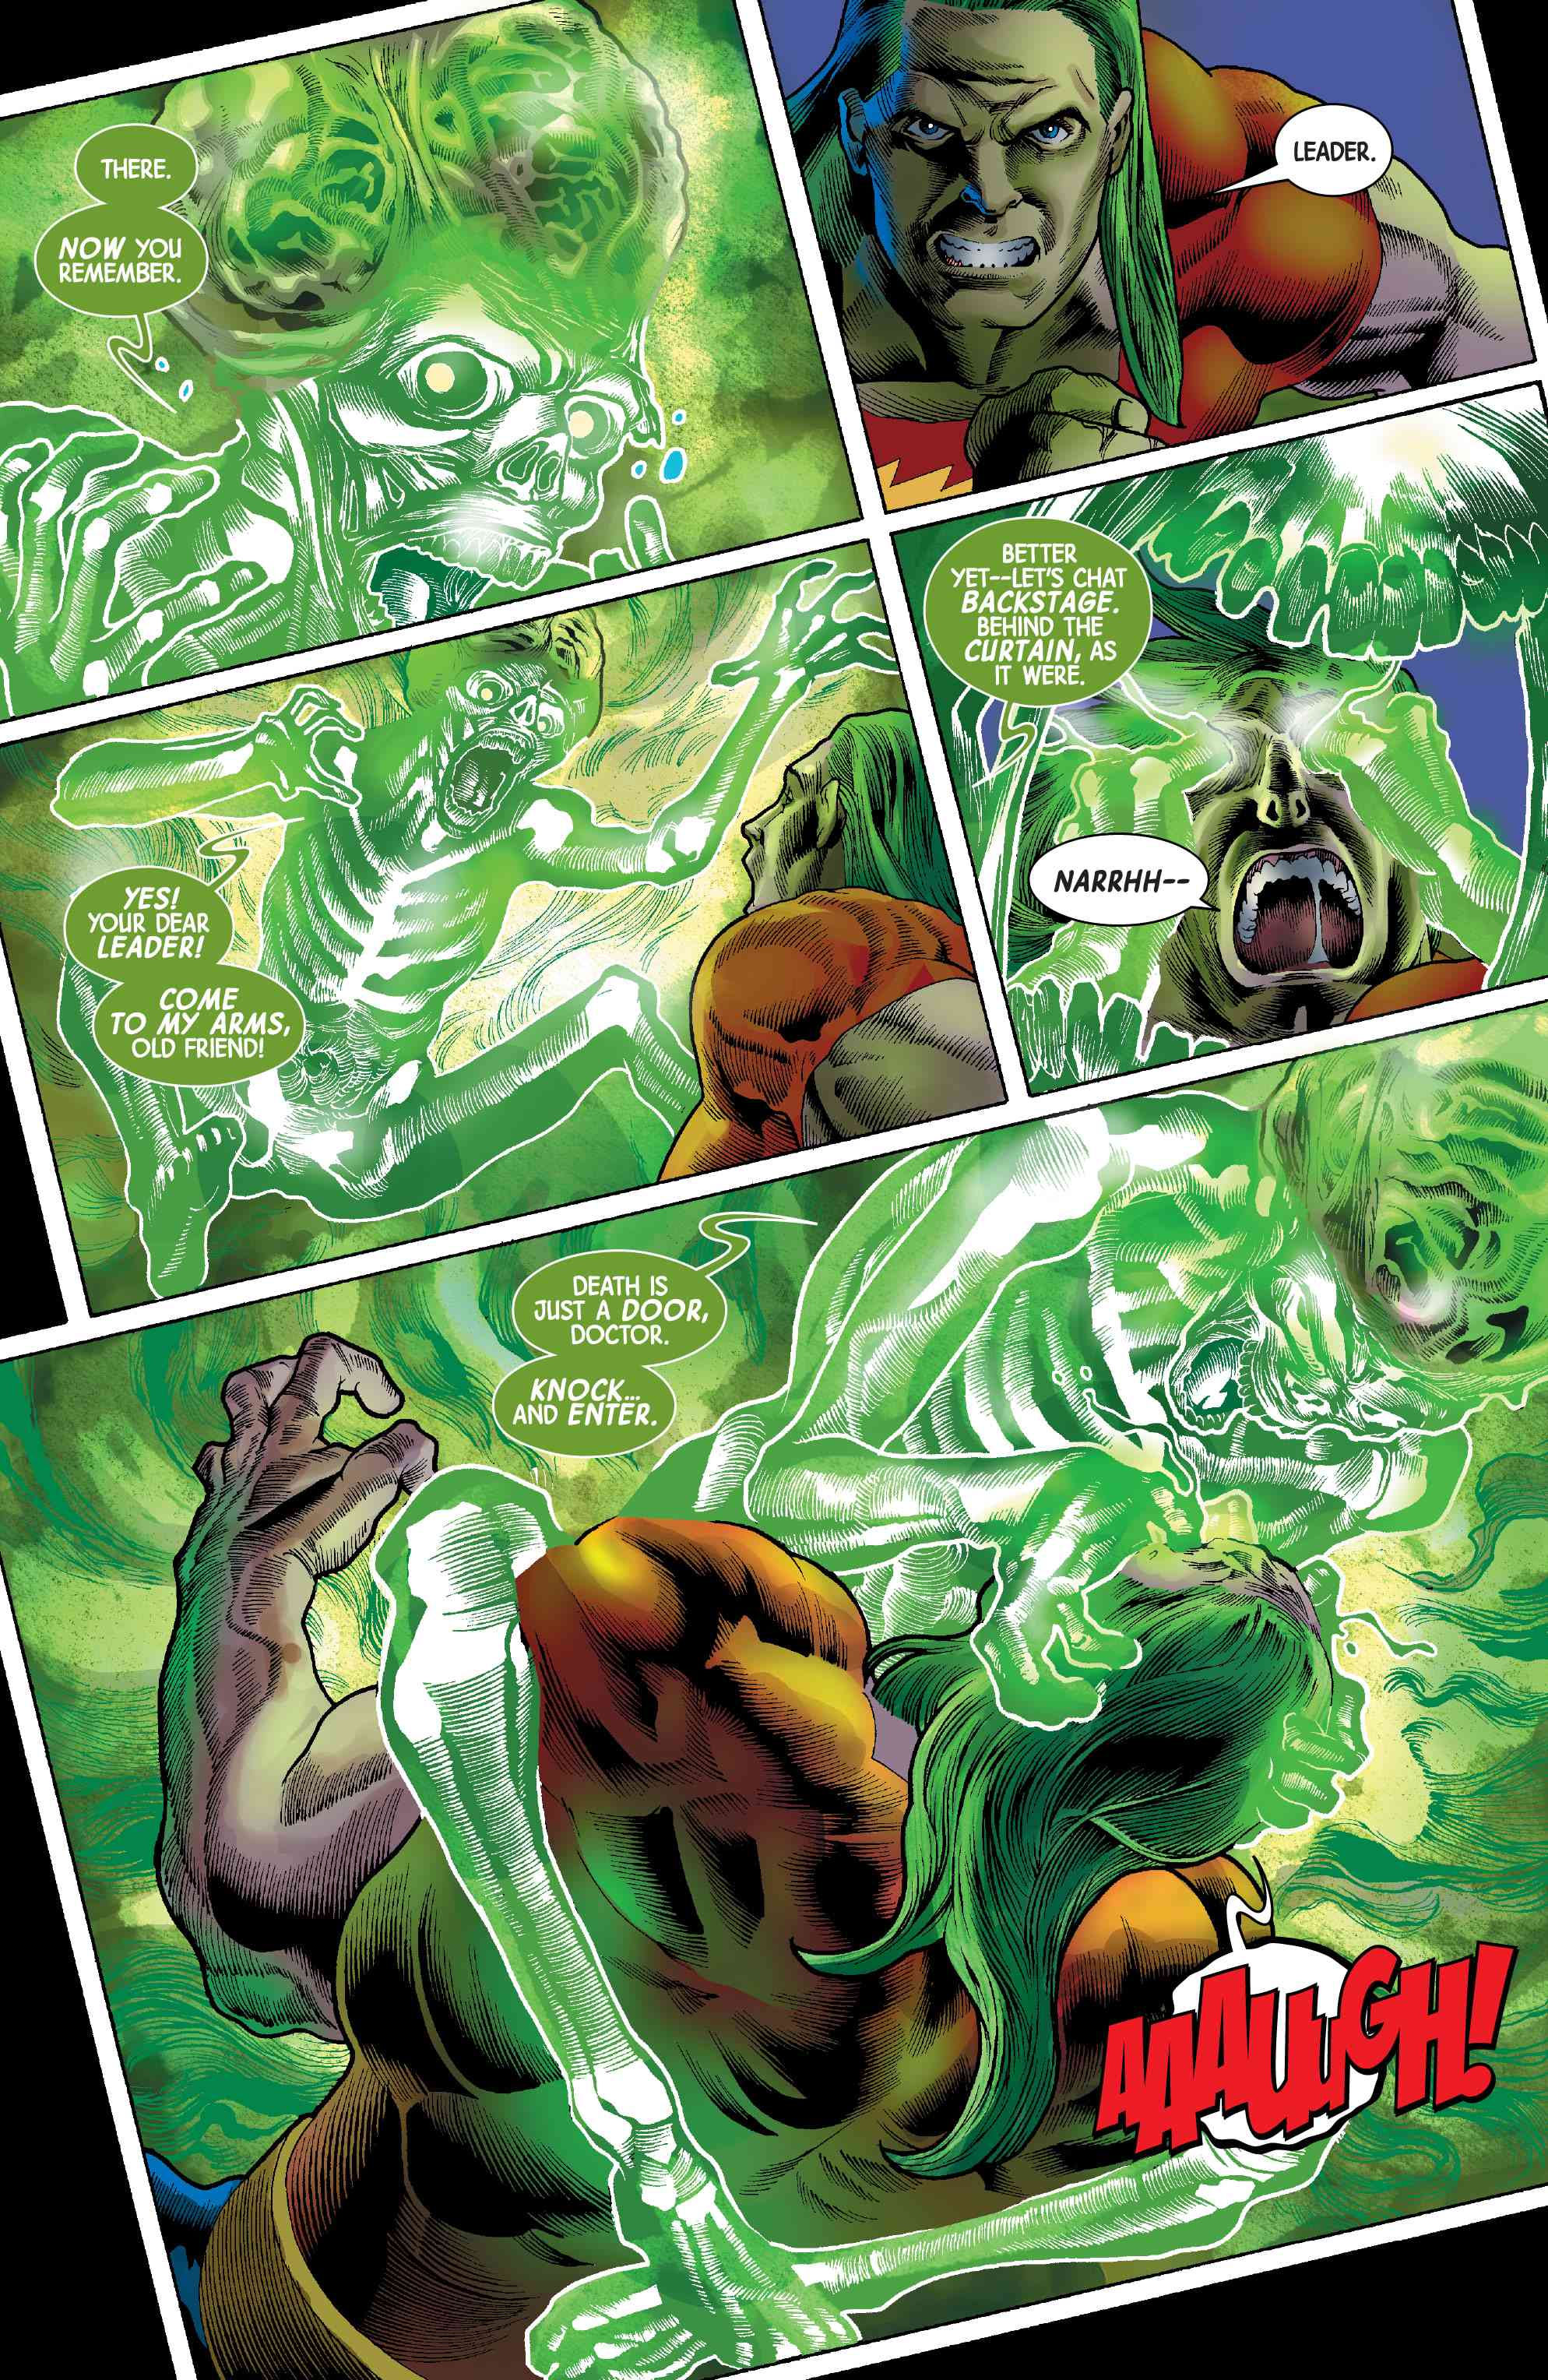 THERE.
NOW YOU
REMEMBER.
LEADER.
YES!
YOUR DEAR
LEADER!
COME
TO MY ARMS,
OLD FRIEND!
BETTER
YET--LET'S CHAT
BACKSTAGE.
BEHIND THE
CURTAIN, AS
IT WERE.
NARRHH--
DEATH IS
JUST A DOOR,
DOCTOR.
KNOCK...
AND ENTER.
AAAUUGH!